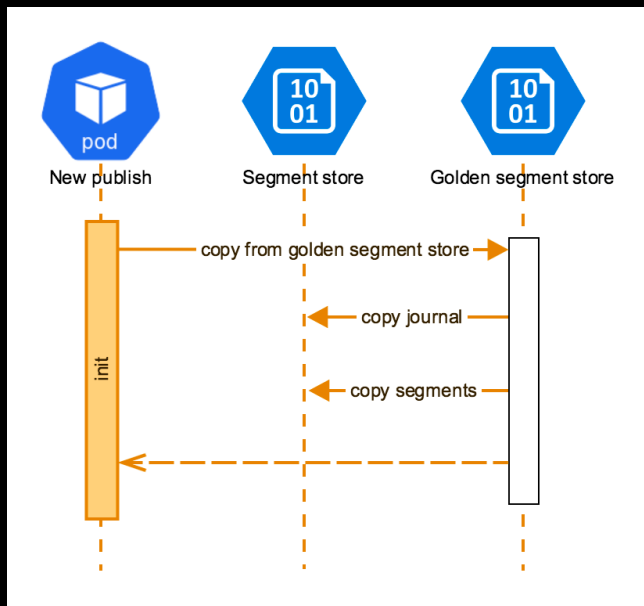 pod
10
01
10
01
New publish
Segment store
Golden segment store
copy from golden segment store
copy journal
init
copy segments